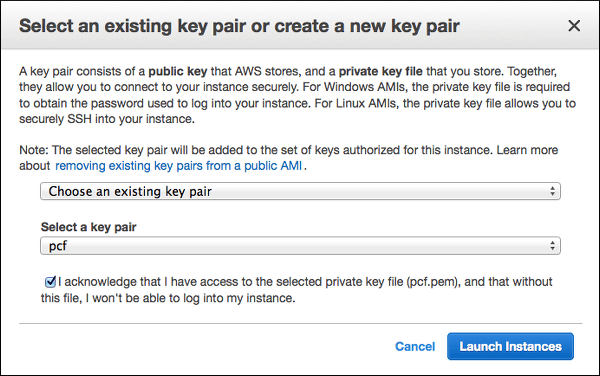 Select an existing key pair or create a new key pair
A key pair consists of a public key that AWS stores, and a private key file that you store. Together,
they allow you to connect to your instance securely. For Windows AMIs, the private key file is required
to obtain the password used to log into your instance. For Linux AMIs, the private key file allows you to
securely SSH into your instance.
Note: The selected key pair will be added to the set of keys authorized for this instance. Learn more
about removing existing key pairs from a public AMI .
Choose an existing key pair
Select a key pair
pcf
I acknowledge that I have access to the selected private key file (pcf.pem), and that without
this file, I won't be able to log into my instance.
Cancel Launch Instances